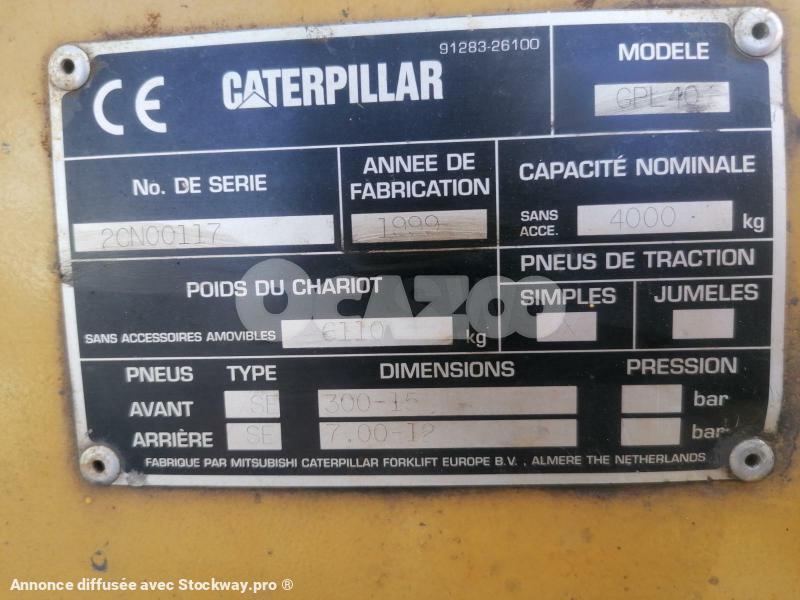 91283-26100
CE CATERPILLAR
MODELE
GPL40
No. DE SERIE
2CN00117
ANNEE DE
FABRICATION
1999
CAPACITÉ NOMINALE
SANS
ACCE. 4000 kg
POIDS DU CHARIOT
SANS ACCESSOIRES AMOVIBLES 6110 kg
PNEUS DE TRACTION
SIMPLES JUMELES
X
PNEUS TYPE DIMENSIONS PRESSION
AVANT SE 300-15 bar
ARRIÈRE SE 7.00-12 bar
FABRIQUE PAR MITSUBISHI CATERPILLAR FORKLIFT EUROPE B.V. , ALMERE THE NETHERLANDS
OCAZOO
Annonce diffusée avec Stockway.pro ®